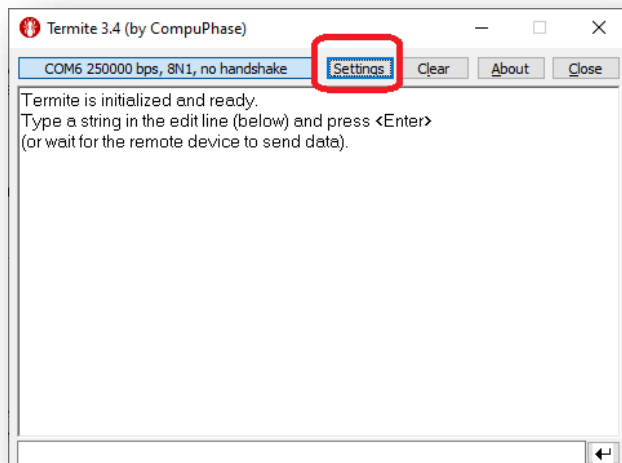 Termite 3.4 (by CompuPhase)
COM6 250000 bps, 8N1, no handshake Settings Clear About Close
Termite is initialized and ready.
Type a string in the edit line (below) and press <Enter>
(or wait for the remote device to send data).